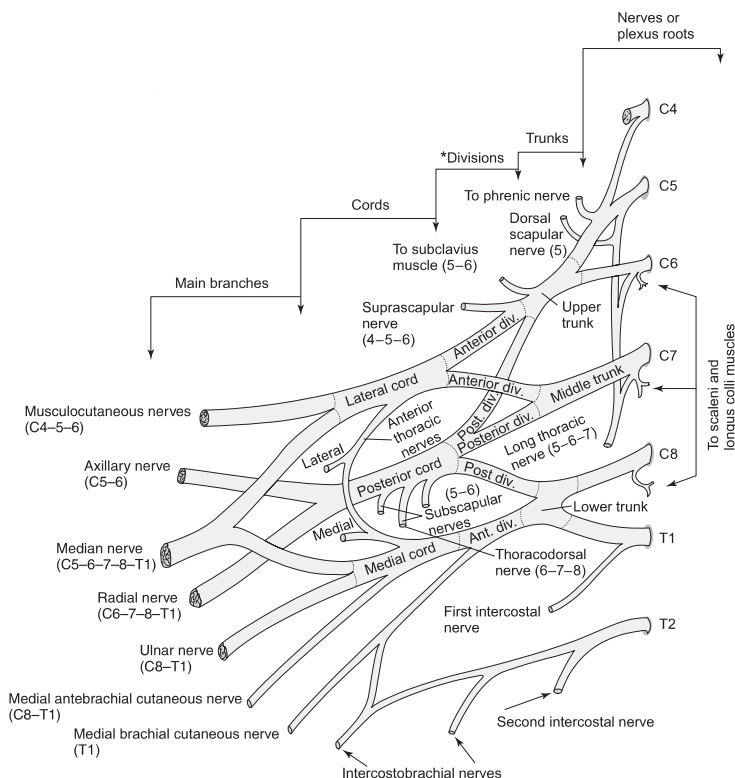 Nerves or
plexus roots
Trunks
*Divisions
Cords
Main branches
C4
To phrenic nerve
C5
Dorsal
scapular
nerve (5)
To subclavius
muscle (5–6)
C6
Suprascapular
nerve
(4–5–6)
Upper
trunk
Anterior div.
C7
Middle trunk
Anterior div.
Lateral cord
Post. div.
Posterior div.
To scaleni and
longus colli muscles
Musculocutaneous nerves
(C4–5–6)
Anterior
thoracic
nerves
Long thoracic
nerve (5–6–7)
Lateral
C8
Axillary nerve
(C5–6)
Posterior cord
Post div.
(5–6)
Subscapular
nerves
Lower trunk
Medial
Ant. div.
T1
Median nerve
(C5–6–7–8–T1)
Medial cord
Thoracodorsal
nerve (6–7–8)
Radial nerve
(C6–7–8–T1)
First intercostal
nerve
T2
Ulnar nerve
(C8–T1)
Medial antebrachial cutaneous nerve
(C8–T1)
Second intercostal nerve
Medial brachial cutaneous nerve
(T1)
Intercostobrachial nerves